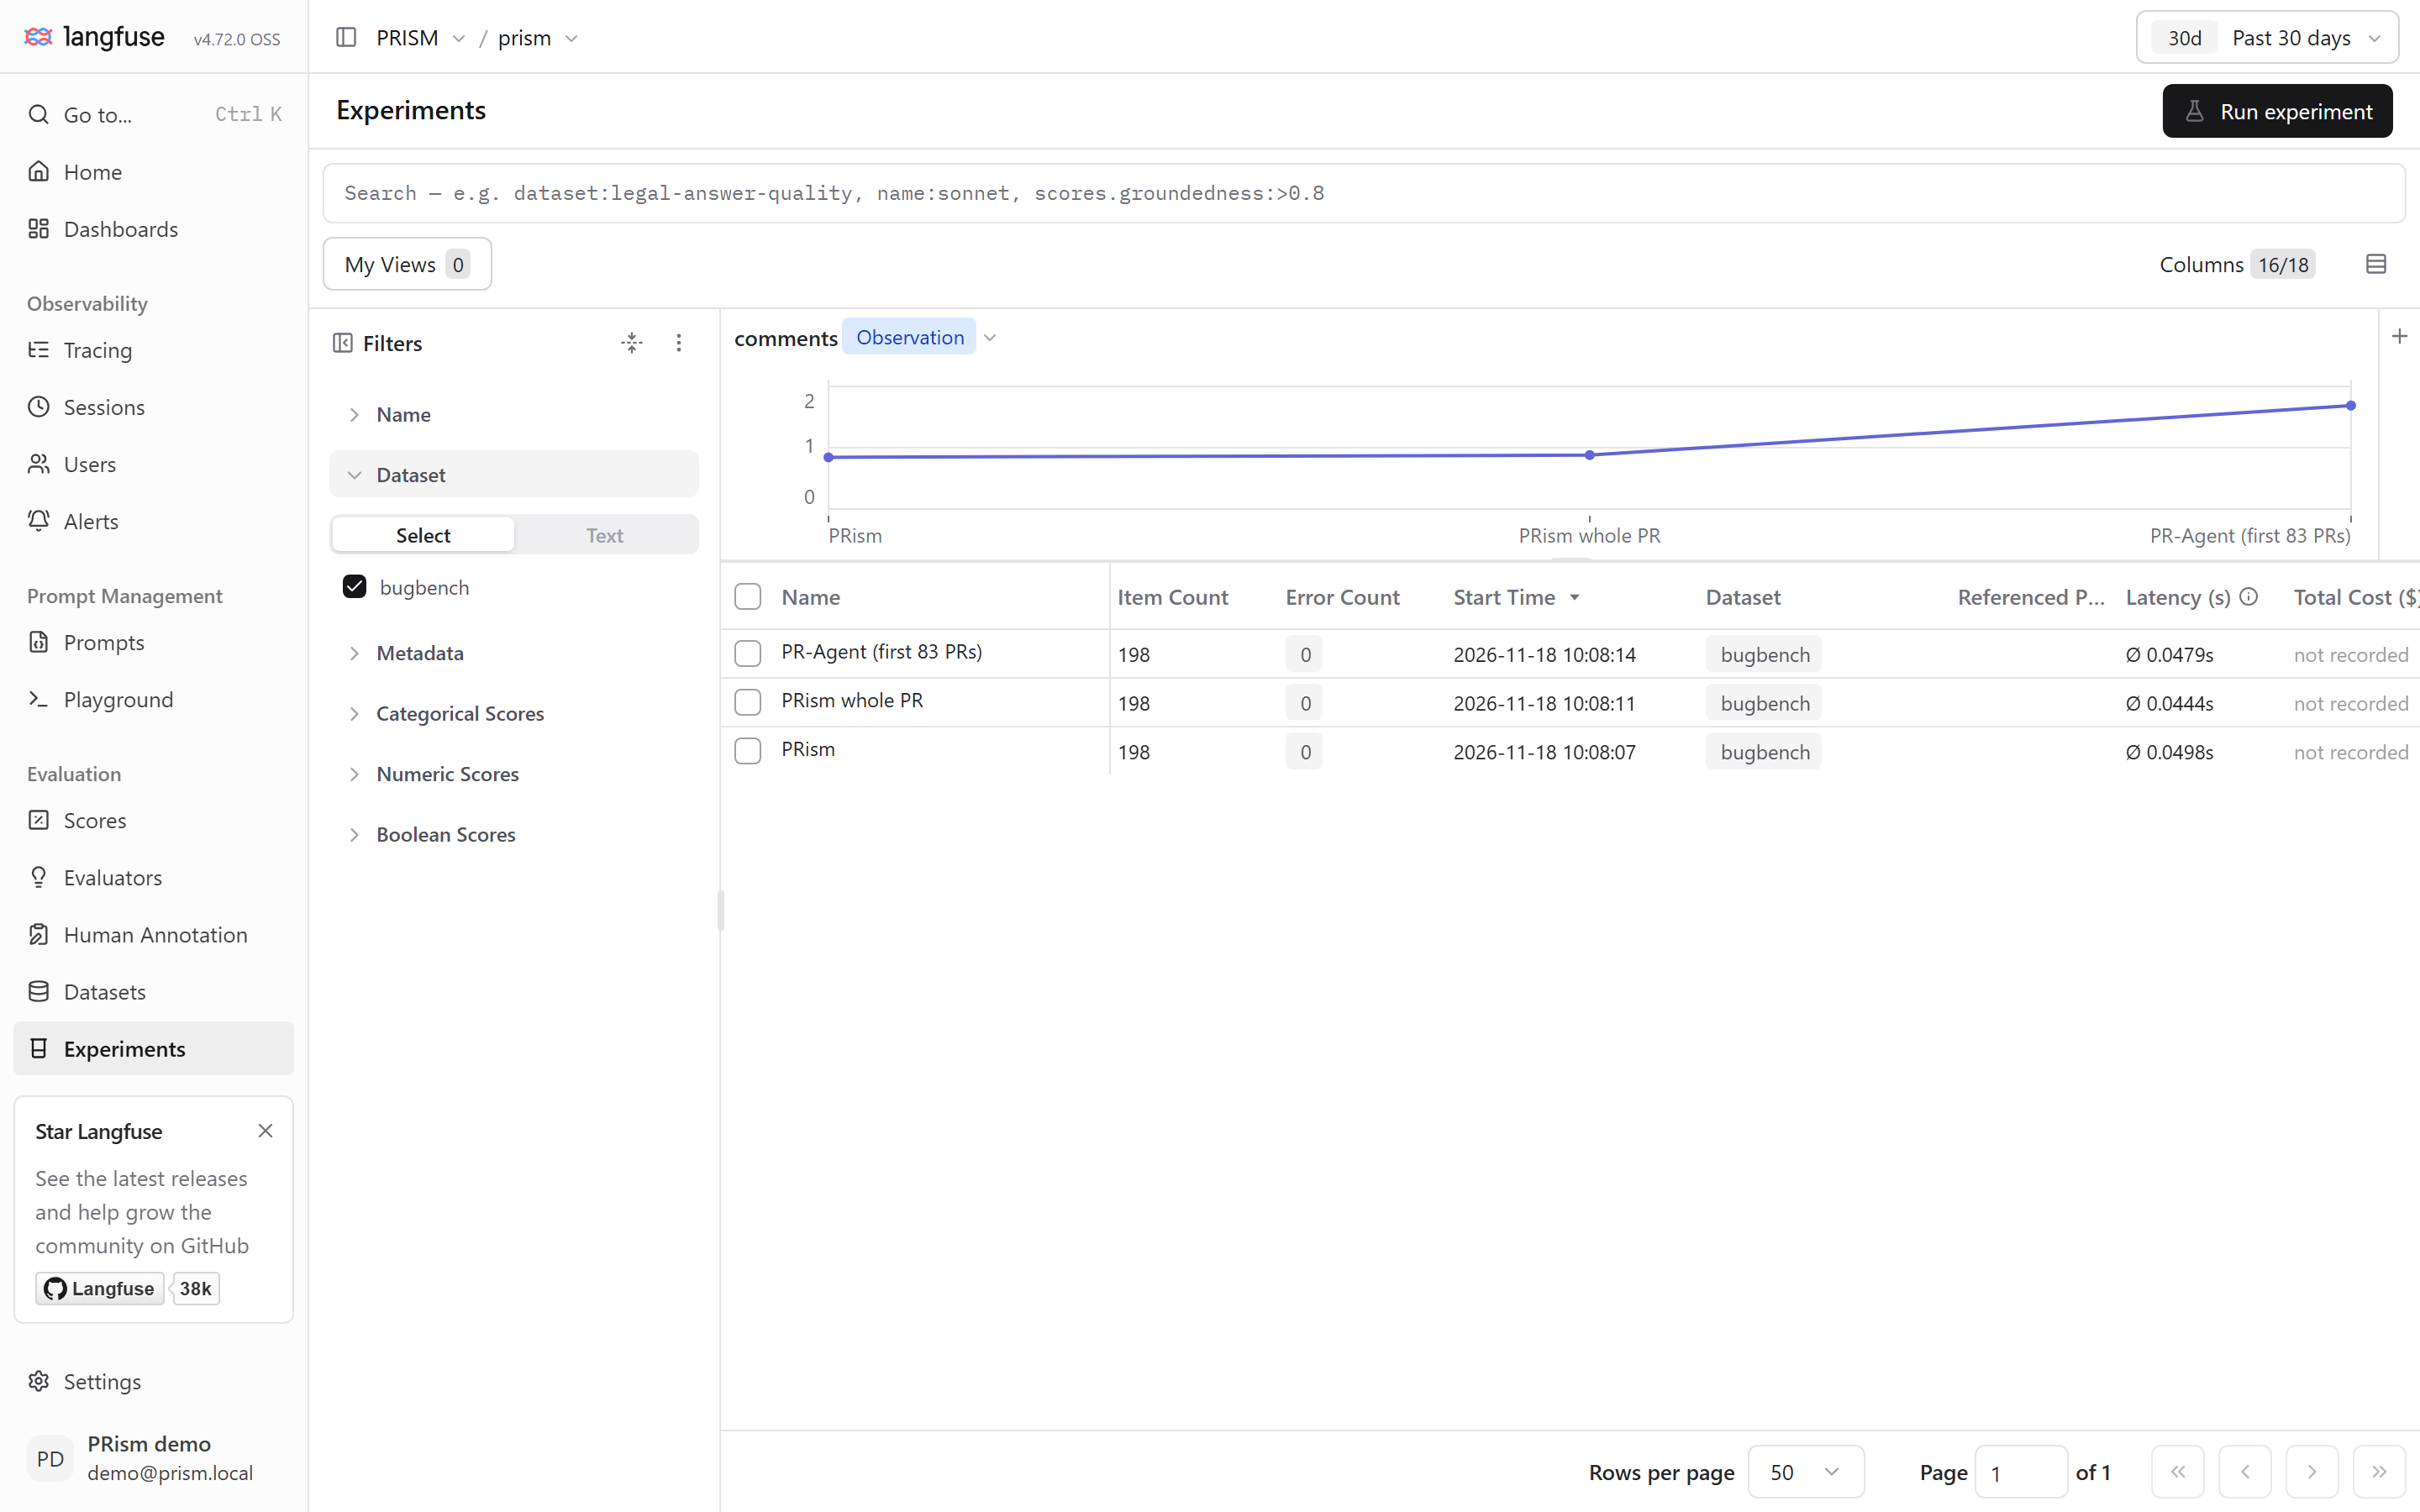 langfuse v4.72.0 OSS
PRISM / prism
30d Past 30 days
Go to... Ctrl K
Home
Dashboards
Observability
Tracing
Sessions
Users
Alerts
Prompt Management
Prompts
Playground
Evaluation
Scores
Evaluators
Human Annotation
Datasets
Experiments
Star Langfuse
See the latest releases
and help grow the
community on GitHub
Langfuse 38k
Settings
PD
PRism demo
demo@prism.local
Experiments
Run experiment
Search — e.g. dataset:legal-answer-quality, name:sonnet, scores.groundedness:>0.8
My Views 0
Columns 16/18
Filters
Name
Dataset
Select Text
bugbench
Metadata
Categorical Scores
Numeric Scores
Boolean Scores
comments Observation
2
1
0
PRism PRism whole PR PR-Agent (first 83 PRs)
Name Item Count Error Count Start Time Dataset Referenced P... Latency (s) Total Cost ($)
PR-Agent (first 83 PRs) 198 0 2026-11-18 10:08:14 bugbench Ø 0.0479s not recorded
PRism whole PR 198 0 2026-11-18 10:08:11 bugbench Ø 0.0444s not recorded
PRism 198 0 2026-11-18 10:08:07 bugbench Ø 0.0498s not recorded
Rows per page 50 Page 1 of 1